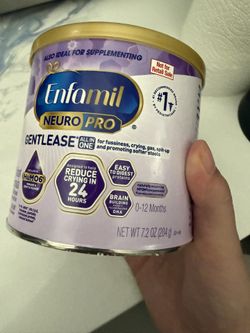 ALSO IDEAL FOR SUPPLEMENTING
Not for
Retail Sale
Enfamil
#1
NEURO PRO
GENTLEASE
ALL IN
ONE
for fussiness, crying, gas, spit-up
and promoting softer stools
HuMO6
REDUCE
CRYING IN
24
HOURS
EASY
TO DIGEST
PROTEINS
BRAIN
BUILDING
DHA
0-12 Months
NET WT 7.2 OZ (204 g)